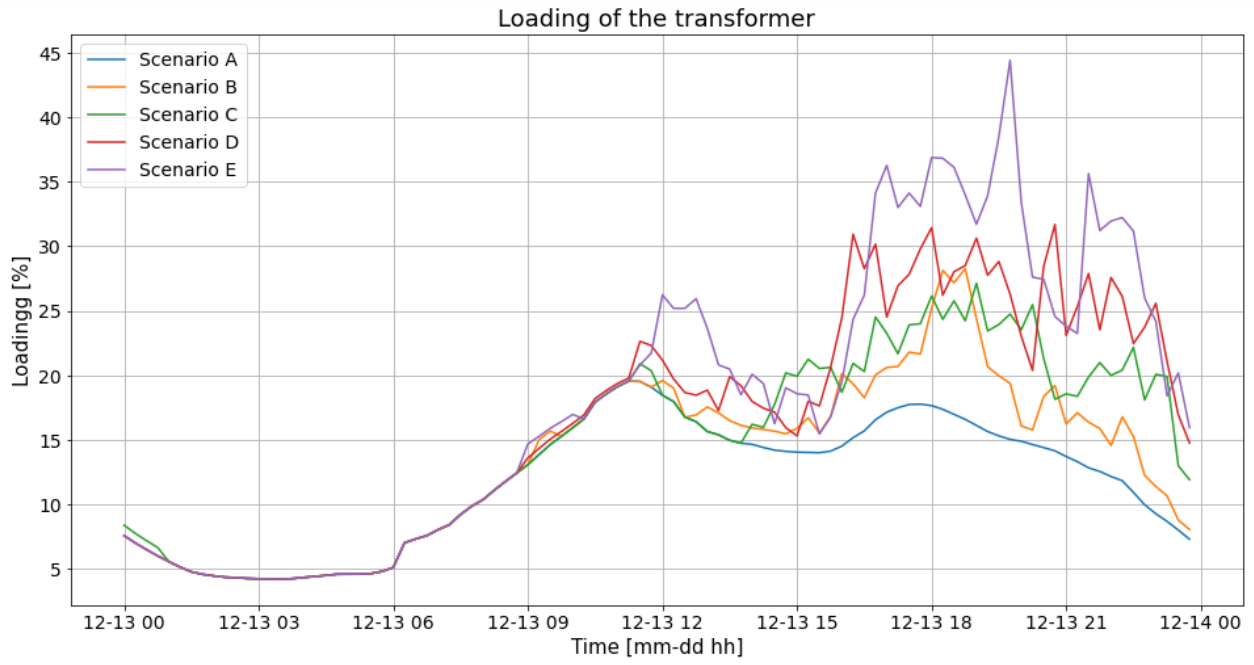 Loading of the transformer
Scenario A
Scenario B
Scenario C
Scenario D
Scenario E
Loadingg [%]
45
40
35
30
25
20
15
10
5
12-13 00 12-13 03 12-13 06 12-13 09 12-13 12 12-13 15 12-13 18 12-13 21 12-14 00
Time [mm-dd hh]